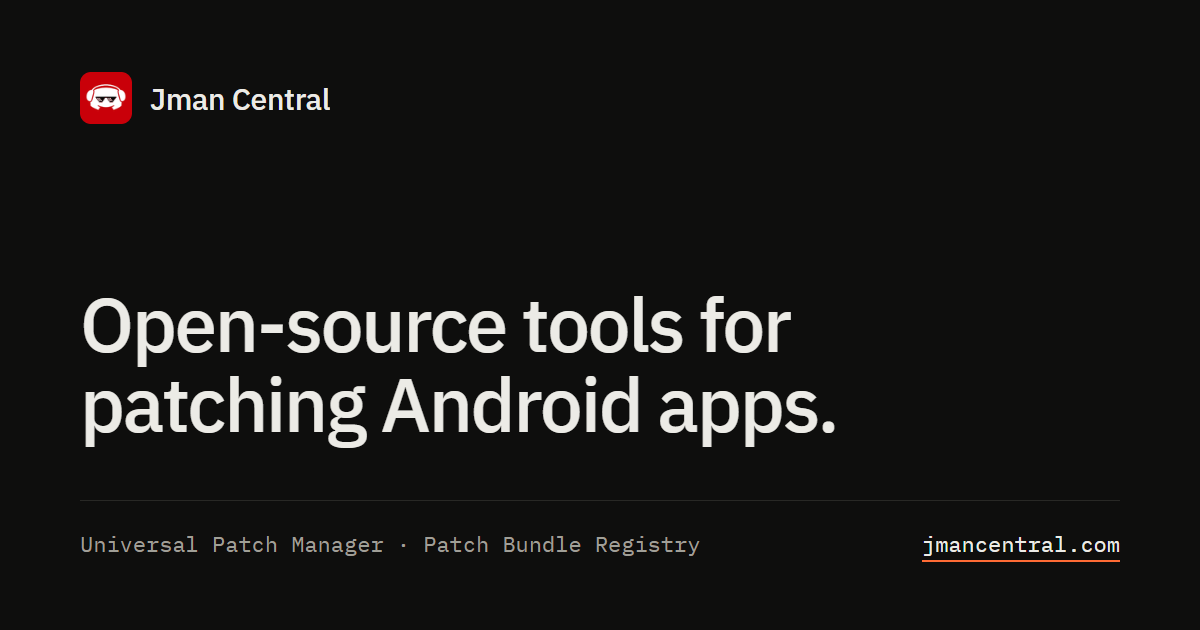 Jman Central
Open-source tools for
patching Android apps.
Universal Patch Manager · Patch Bundle Registry
jmancentral.com